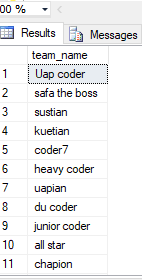 00 %
Results Messages
team_name
1 Uap coder
2 safa the boss
3 sustian
4 kuetian
5 coder7
6 heavy coder
7 uapian
8 du coder
9 junior coder
10 all star
11 chapion